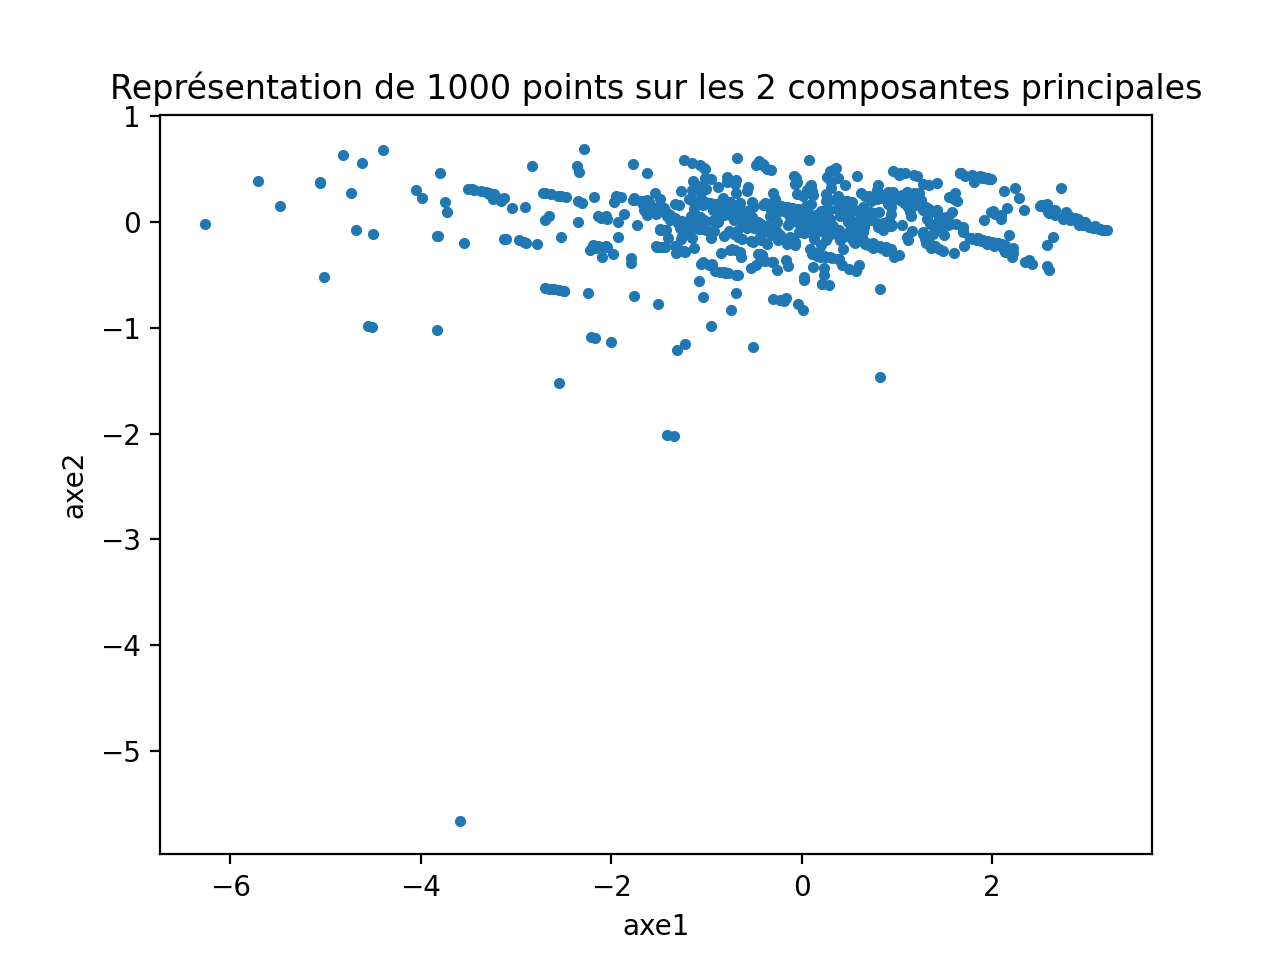 Représentation de 1000 points sur les 2 composantes principales
1
0
−1
−2
−3
−4
−5
axe2
−6 −4 −2 0 2
axe1